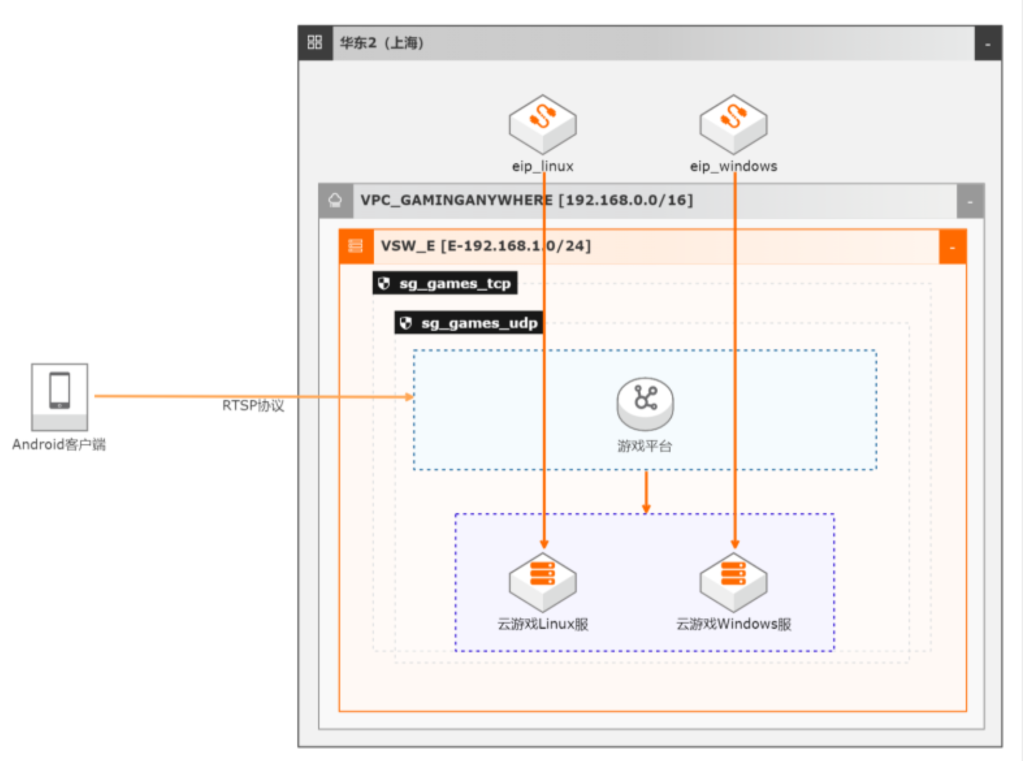 华东2（上海）
-
eip_linux
eip_windows
VPC_GAMINGANYWHERE [192.168.0.0/16]
-
VSW_E [E-192.168.1.0/24]
-
sg_games_tcp
sg_games_udp
RTSP协议
Android客户端
游戏平台
云游戏Linux服
云游戏Windows服